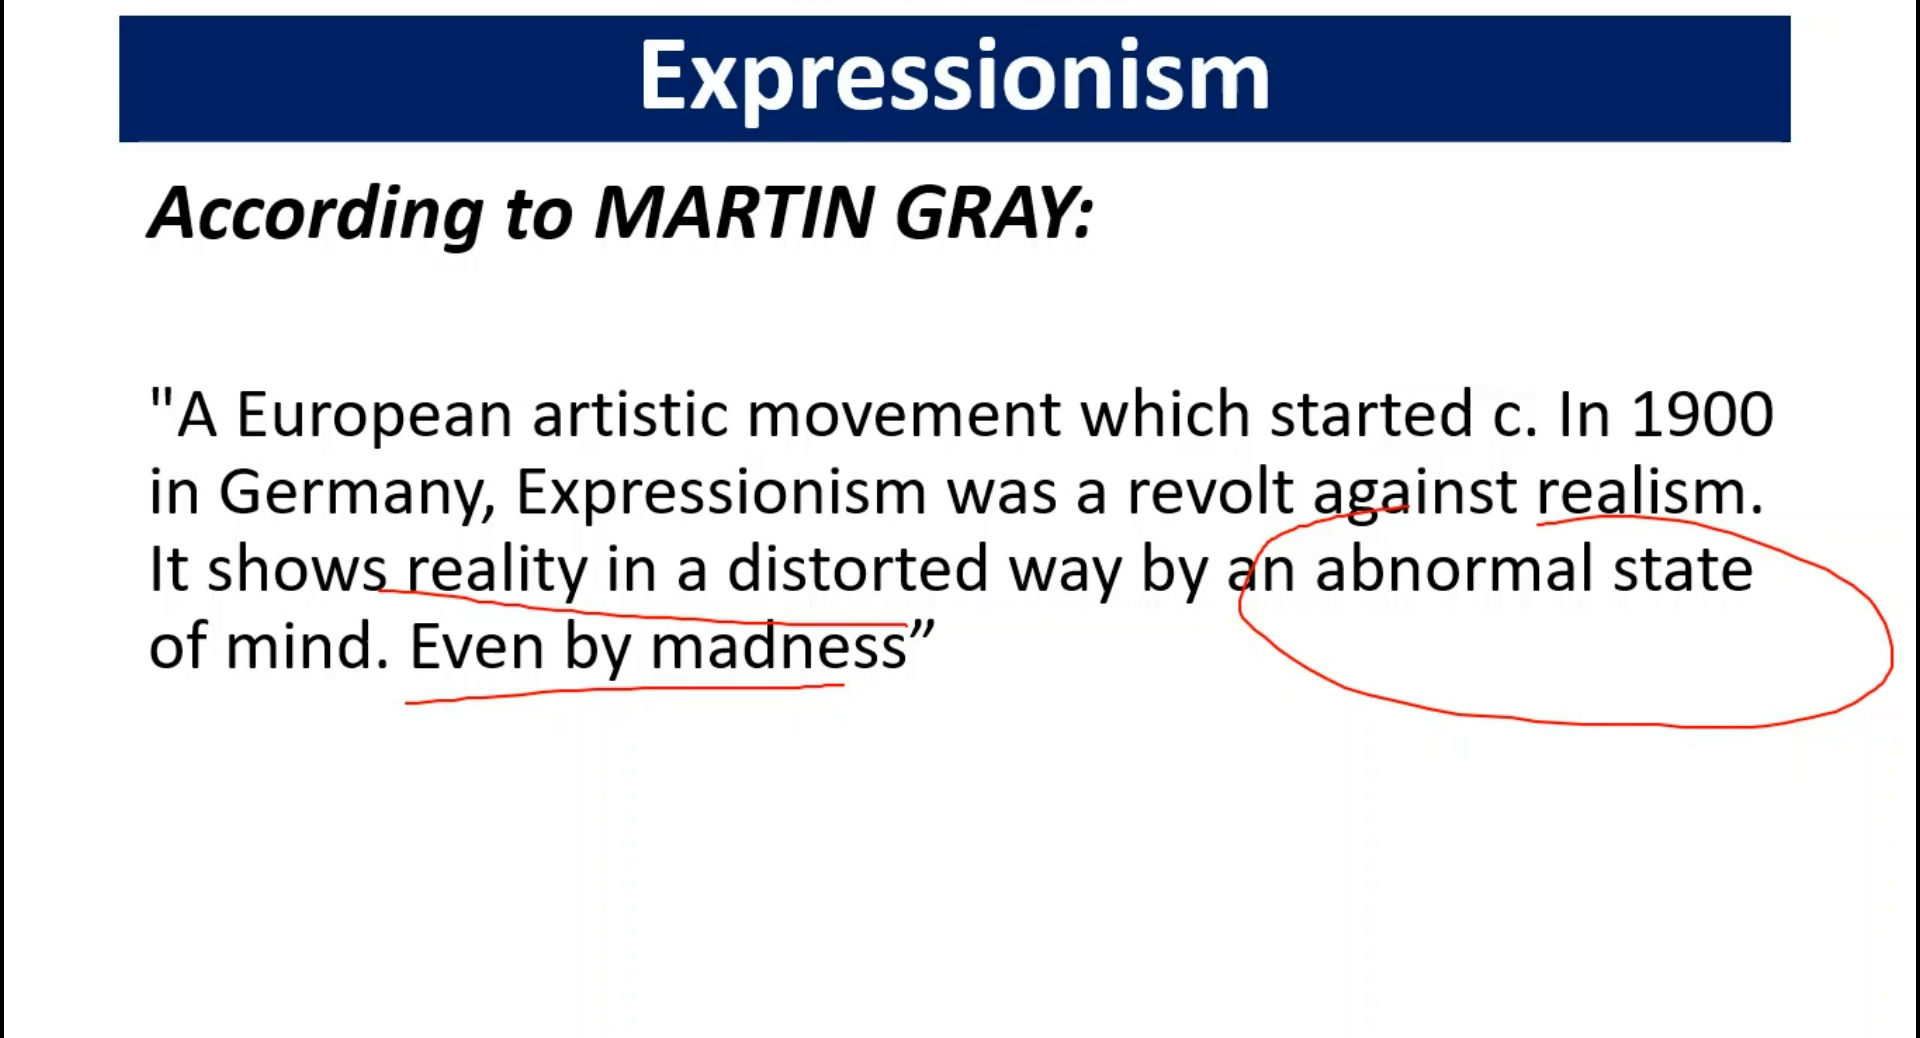 Expressionism
According to MARTIN GRAY:
"A European artistic movement which started c. In 1900
in Germany, Expressionism was a revolt against realism.
It shows reality in a distorted way by an abnormal state
of mind. Even by madness”